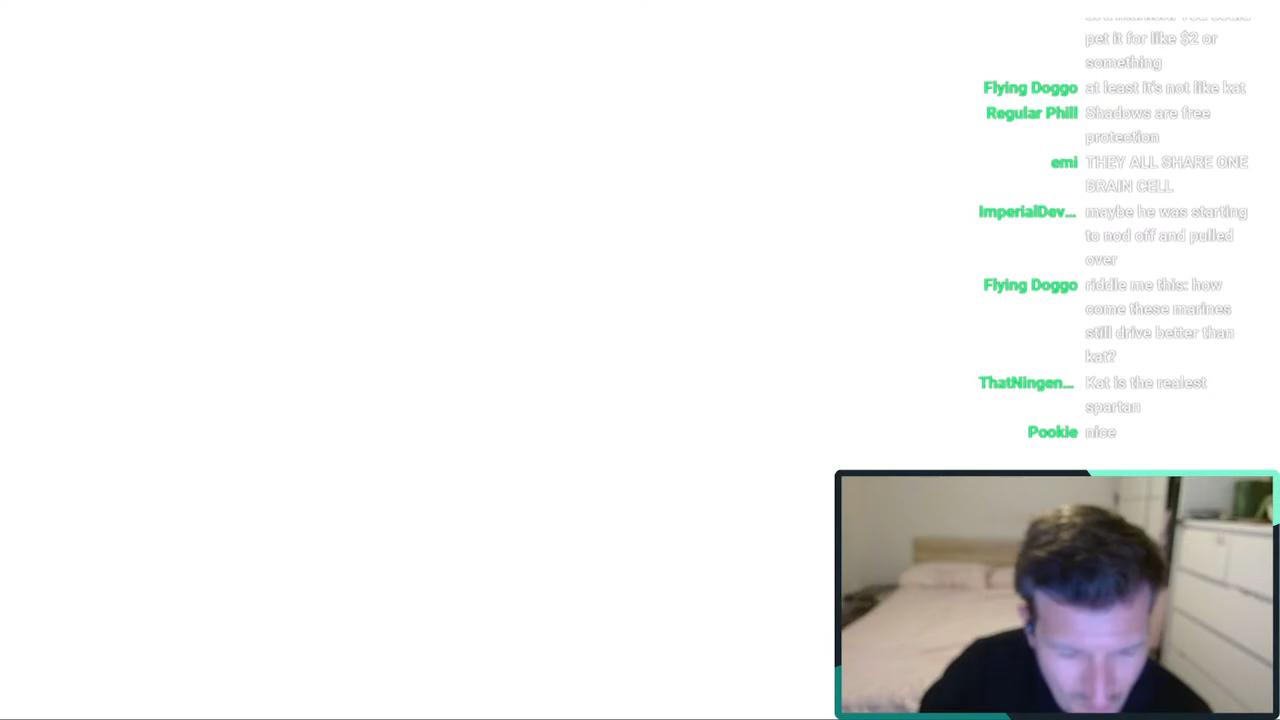 pet it for like $2 or
something
Flying Doggo at least it's not like kat
Regular Phill Shadows are free
protection
emi THEY ALL SHARE ONE
BRAIN CELL
ImperialDev... maybe he was starting
to nod off and pulled
over
Flying Doggo riddle me this: how
come these marines
still drive better than
kat?
ThatNingen... Kat is the realest
spartan
Pookie nice